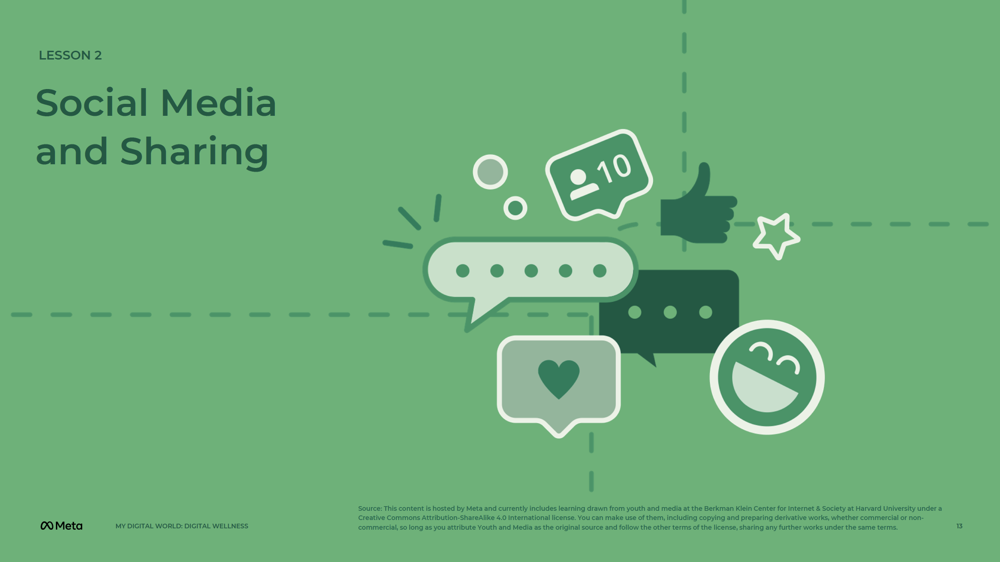 LESSON 2
Social Media
and Sharing
10
Source: This content is hosted by Meta and currently includes learning drawn from youth and media at the Berkman Klein Center for Internet & Society at Harvard University under a
Creative Commons Attribution-ShareAlike 4.0 International license. You can make use of them, including copying and preparing derivative works, whether commercial or non-
commercial, so long as you attribute Youth and Media as the original source and follow the other terms of the license, sharing any further works under the same terms.
Meta
MY DIGITAL WORLD: DIGITAL WELLNESS
13